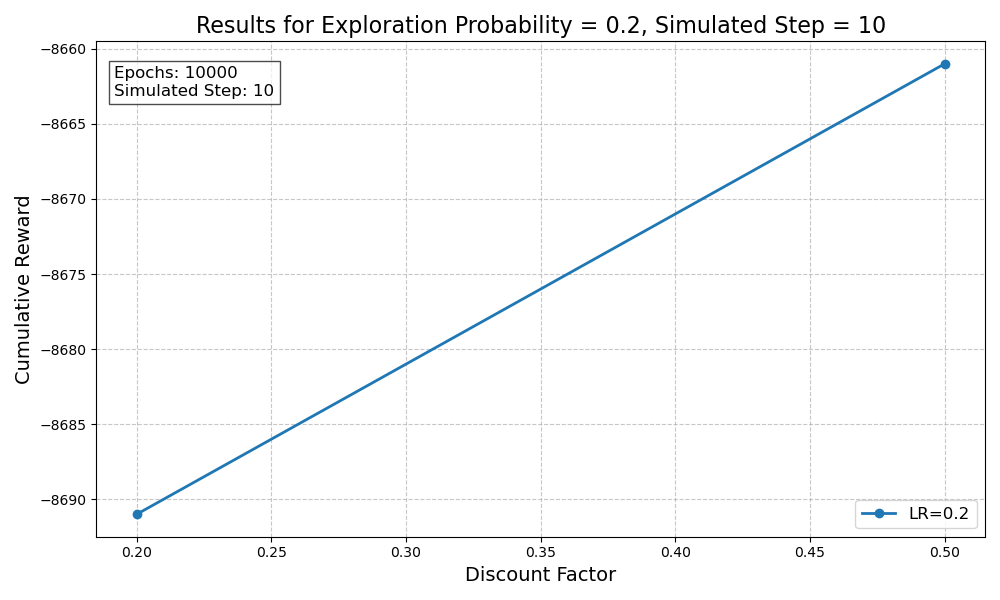 Results for Exploration Probability = 0.2, Simulated Step = 10
Epochs: 10000
Simulated Step: 10
Cumulative Reward
−8660
−8665
−8670
−8675
−8680
−8685
−8690
LR=0.2
0.20 0.25 0.30 0.35 0.40 0.45 0.50
Discount Factor